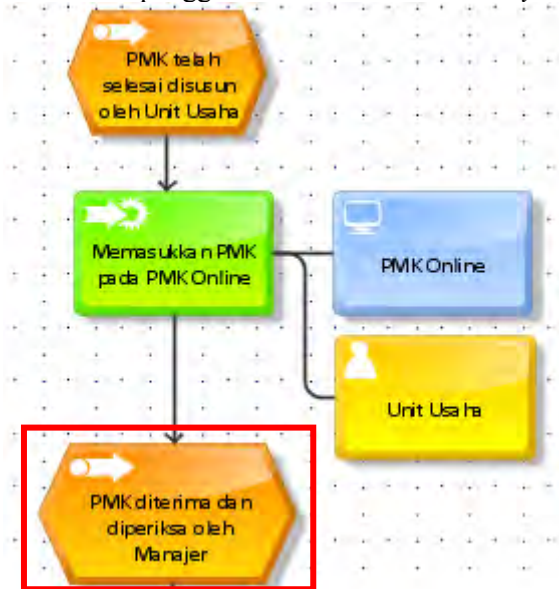 PMK telah
selesai disusun
oleh Unit Usaha
Memasukkan PMK
pada PMK Online
PMK Online
Unit Usaha
PMK diterima dan
diperiksa oleh
Manajer